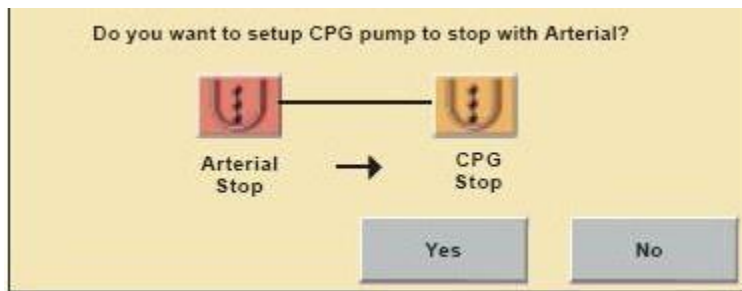 Do you want to setup CPG pump to stop with Arterial?
Arterial
Stop
CPG
Stop
Yes
No